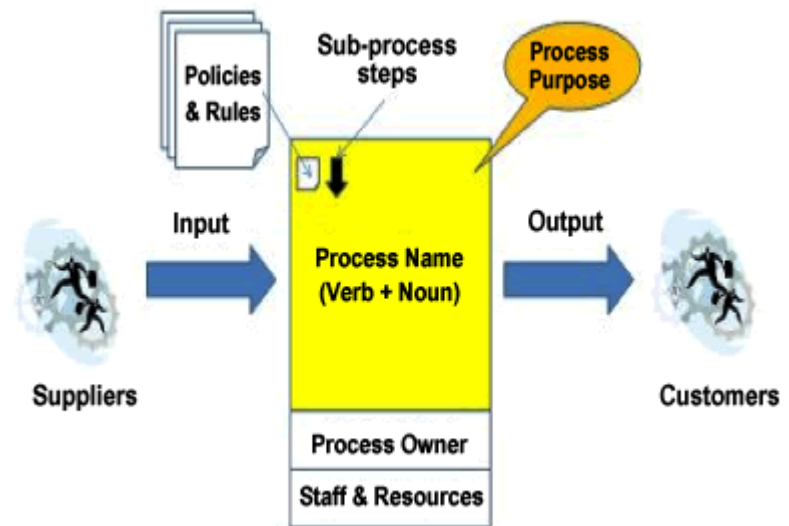 Policies
& Rules
Sub-process
steps
Process
Purpose
Input
Process Name
(Verb + Noun)
Output
Suppliers
Customers
Process Owner
Staff & Resources